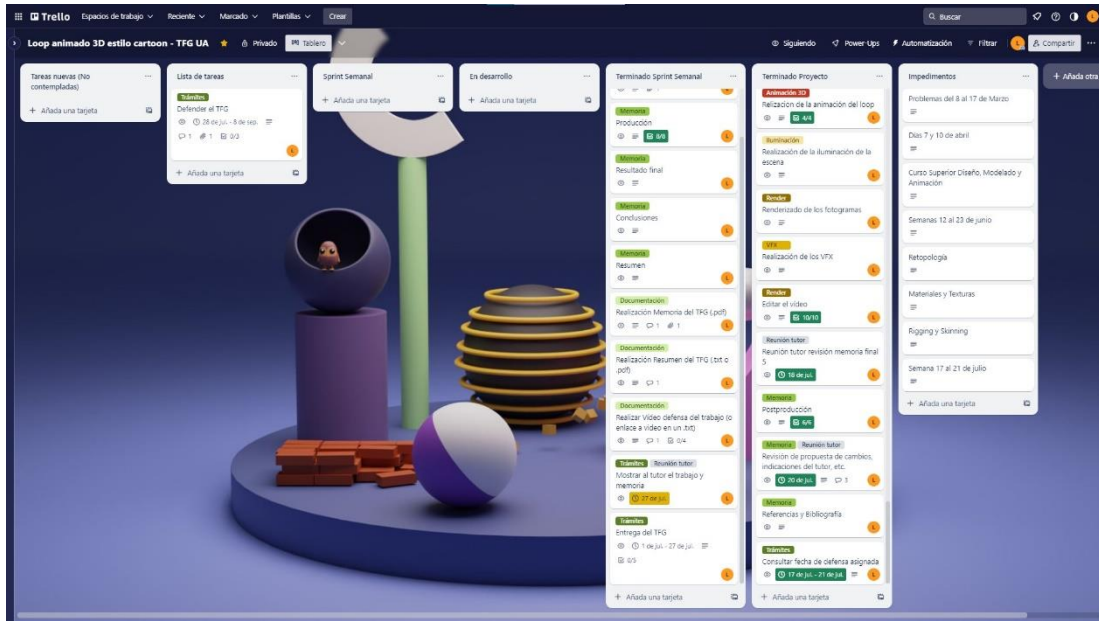 Trello
Espacios de trabajo
Reciente
Marcado
Plantillas
Crear
Buscar
Loop animado 3D estilo cartoon - TFG UA
Privado
Tablero
Siguiendo
Power-Ups
Automatización
Filtrar
Compartir
Tareas nuevas (No
contempladas)
+ Añada una tarjeta
Lista de tareas
Trámites
Defender el TFG
28 de jul. - 8 de sep.
1
1
0/3
+ Añada una tarjeta
Sprint Semanal
+ Añada una tarjeta
En desarrollo
+ Añada una tarjeta
Terminado Sprint Semanal
Memoria
Producción
8/8
Memoria
Resultado final
Memoria
Conclusiones
Memoria
Resumen
Documentación
Realización Memoria del TFG (.pdf)
1
1
Documentación
Realización Resumen del TFG (.txt o
.pdf)
1
Documentación
Realizar Vídeo defensa del trabajo (o
enlace a video en un .txt)
1
0/4
Trámites
Reunión tutor
Mostrar al tutor el trabajo y
memoria
27 de jul.
Trámites
Entrega del TFG
1 de jul. - 27 de jul.
0/5
+ Añada una tarjeta
Terminado Proyecto
Animación 3D
Relizacion de la animación del loop
4/4
Iluminación
Realización de la iluminación de la
escena
Render
Renderizado de los fotogramas
VFX
Realización de los VFX
Render
Editar el vídeo
10/10
Reunión tutor
Reunión tutor revisión memoria final
5
16 de jul.
Memoria
Postproducción
6/6
Memoria
Reunión tutor
Revisión de propuesta de cambios,
indicaciones del tutor, etc.
20 de jul.
3
Memoria
Referencias y Bibliografía
Trámites
Consultar fecha de defensa asignada
17 de jul. - 21 de jul.
+ Añada una tarjeta
Impedimentos
Problemas del 8 al 17 de Marzo
Dias 7 y 10 de abril
Curso Superior Diseño, Modelado y
Animación
Semanas 12 al 23 de junio
Retopología
Materiales y Texturas
Rigging y Skinning
Semana 17 al 21 de julio
+ Añada una tarjeta
+ Añada otra